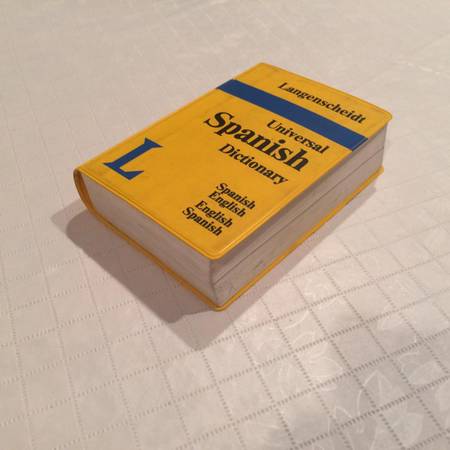 Langenscheidt
Universal
Spanish
Dictionary
Spanish
English
English
Spanish
L